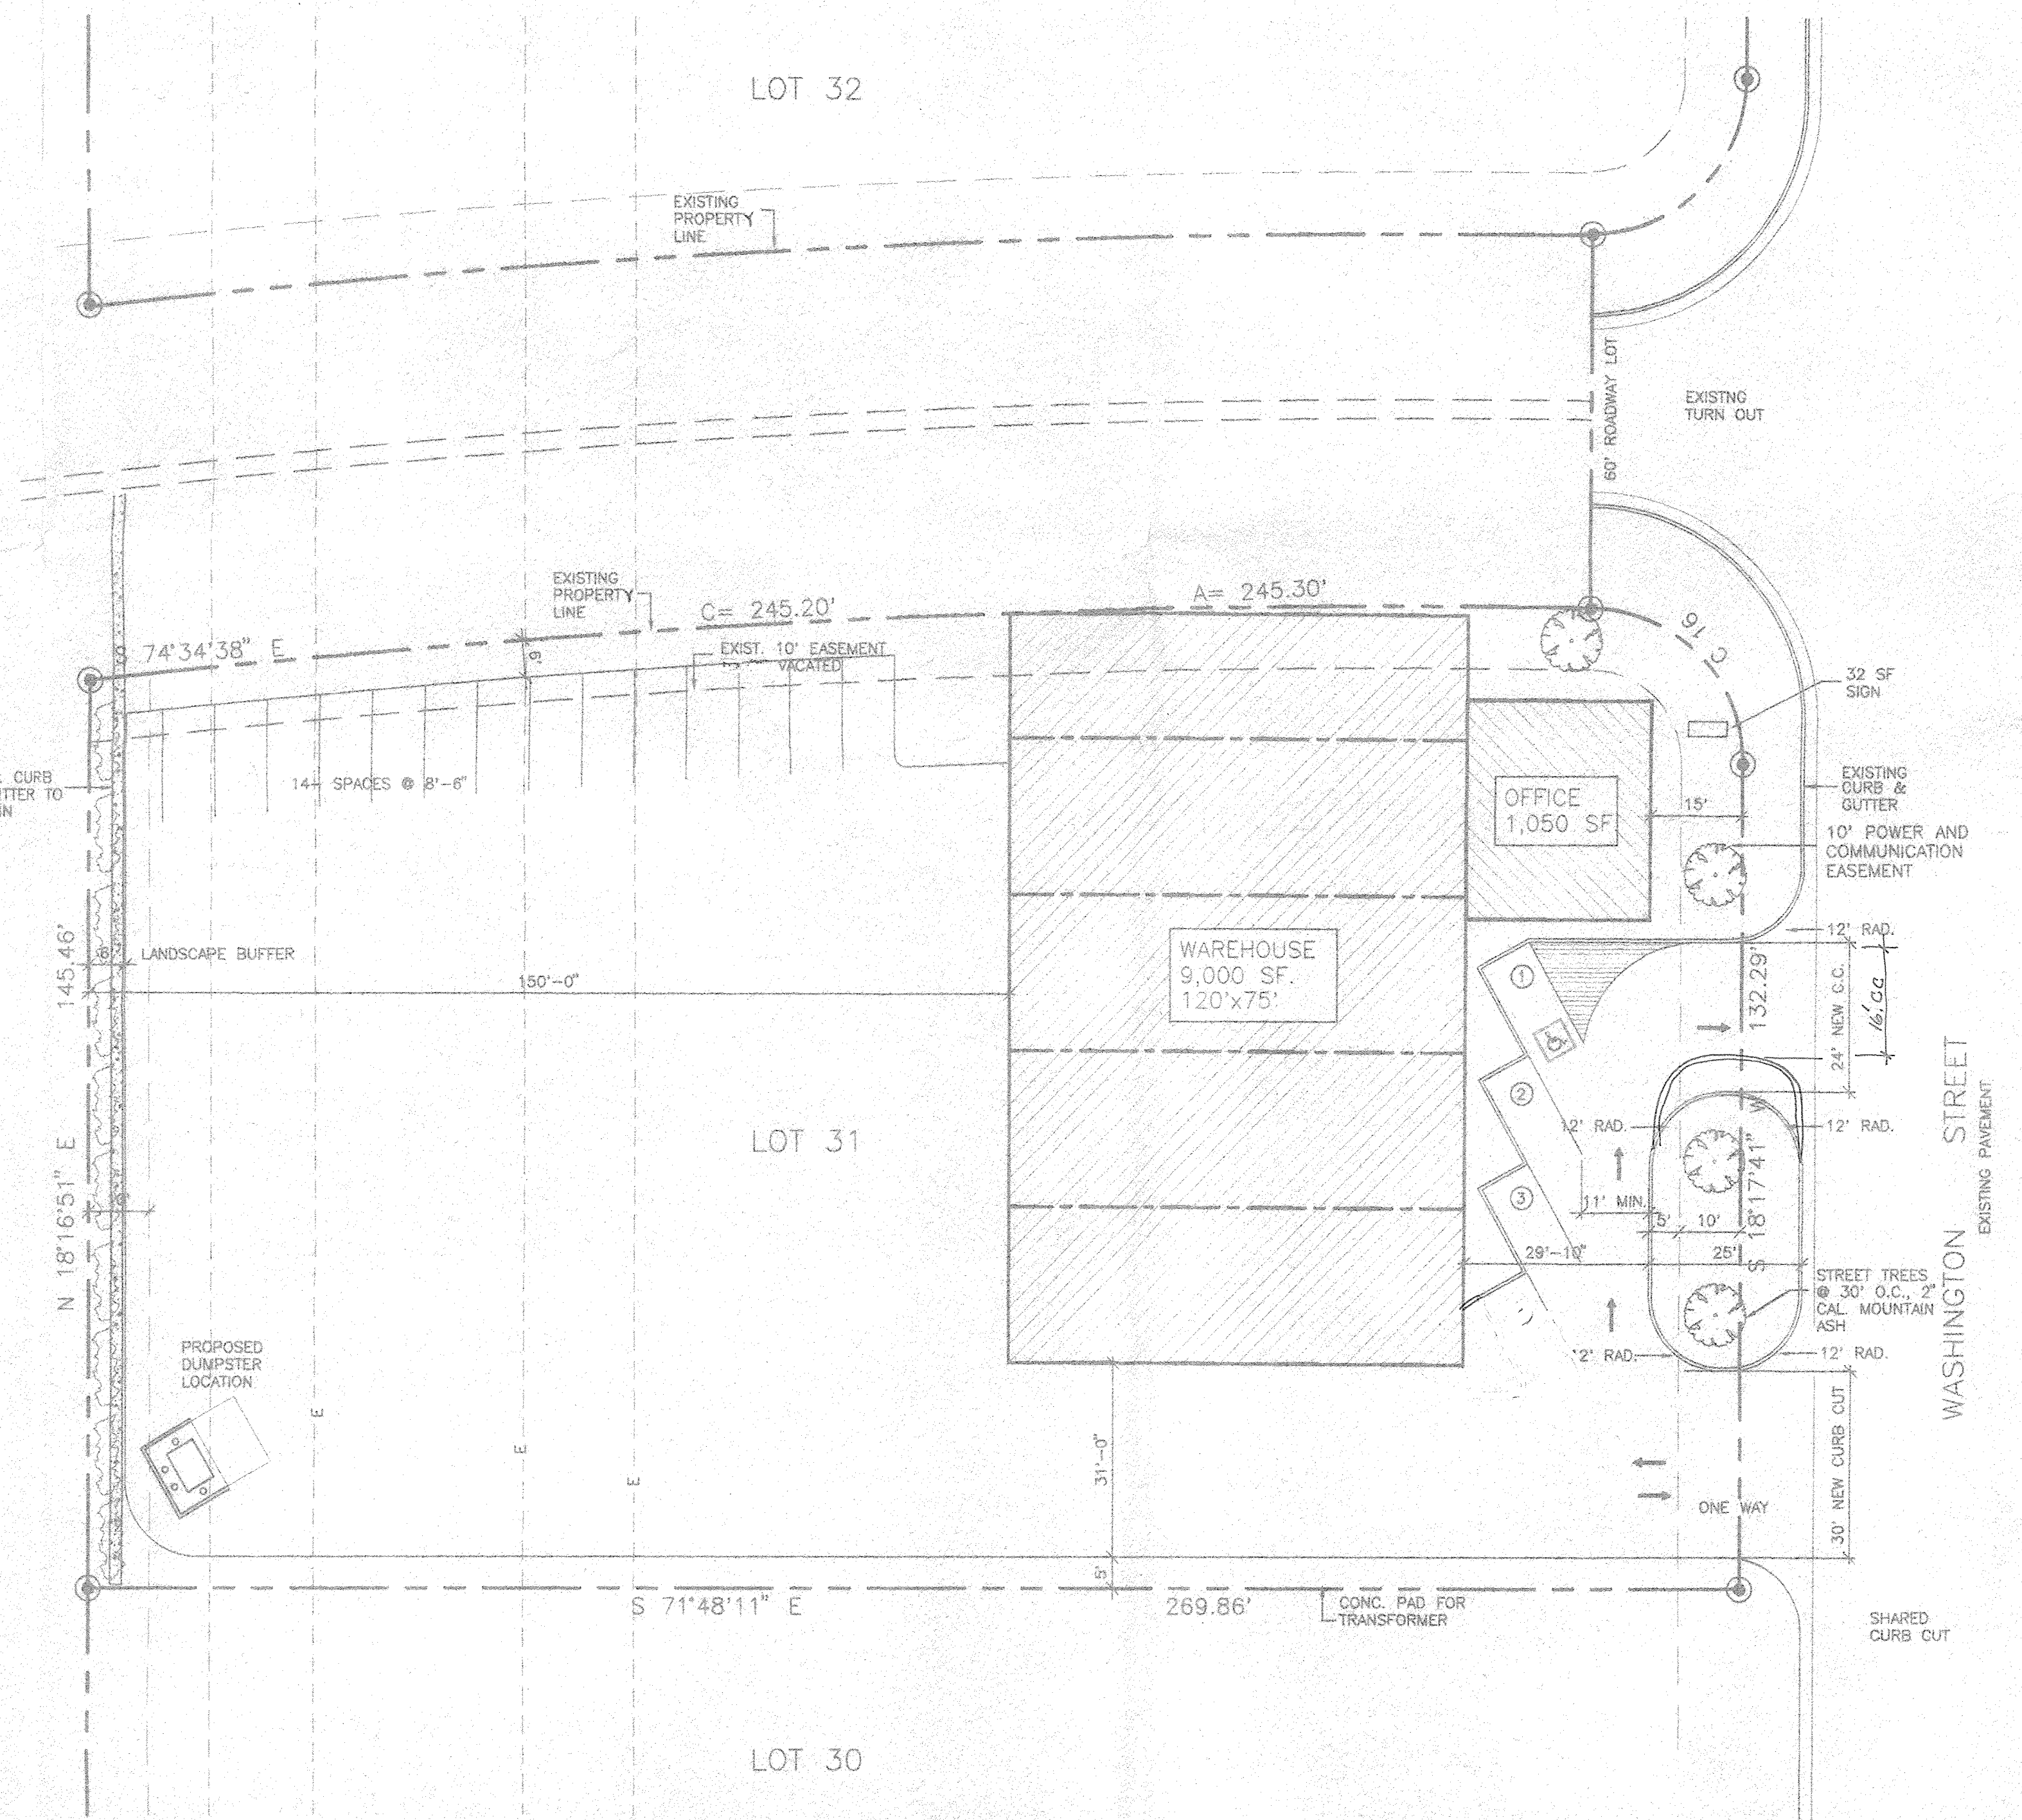 LOT 32
EXISTING
PROPERTY
LINE
60' ROADWAY LOT
EXISTNG
TURN OUT
EXISTING
PROPERTY
LINE
C= 245.20'
A= 245.30'
C 16
S 74°34'38" E
6'
EXIST. 10' EASEMENT
VACATED
32 SF
SIGN
CURB
TTER TO
IN
14 SPACES @ 8'-6"
OFFICE
1,050 SF
15'
EXISTING
CURB &
GUTTER
10' POWER AND
COMMUNICATION
EASEMENT
12' RAD.
145.46'
6'
LANDSCAPE BUFFER
150'-0"
WAREHOUSE
9,000 SF.
120'x75'
1
132.29'
24' NEW C.C.
16' CC
2
12' RAD.
12' RAD.
LOT 31
N 18°16'51" E
S 18°17'41" W
3
11' MIN.
5'
10'
29'-10"
25'
WASHINGTON STREET
EXISTING PAVEMENT
STREET TREES
@ 30' O.C., 2"
CAL. MOUNTAIN
ASH
12' RAD.
12' RAD.
PROPOSED
DUMPSTER
LOCATION
E
E
E
31'-0"
30' NEW CURB CUT
ONE WAY
5'
S 71°48'11" E
269.86'
CONC. PAD FOR
TRANSFORMER
SHARED
CURB CUT
LOT 30